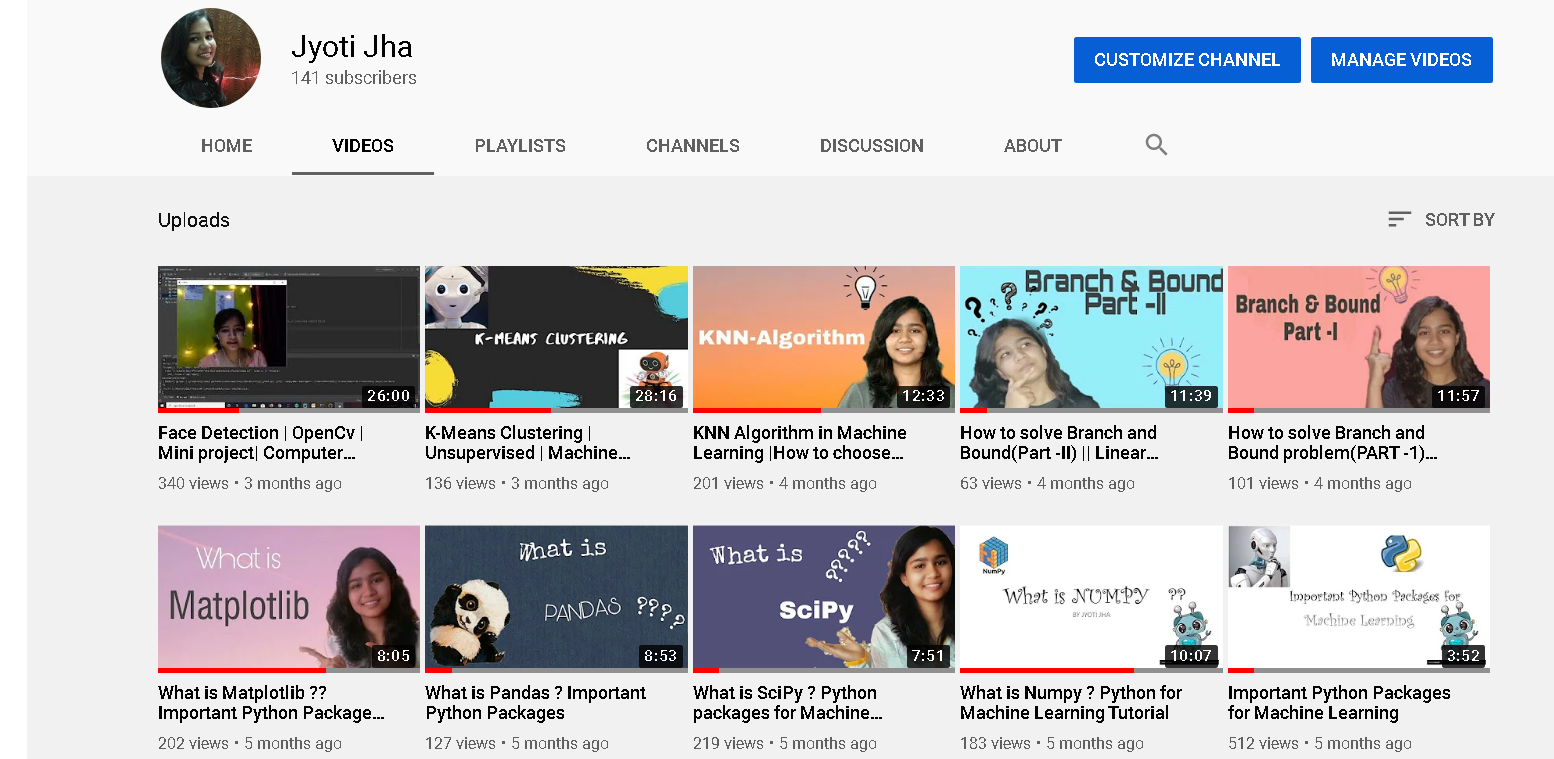 Jyoti Jha
141 subscribers
CUSTOMIZE CHANNEL
MANAGE VIDEOS
HOME
VIDEOS
PLAYLISTS
CHANNELS
DISCUSSION
ABOUT
Uploads
SORT BY
26:00
K-MEANS CLUSTERING
28:16
KNN-Algorithm
12:33
Branch & Bound
Part -II
11:39
Branch & Bound
Part -I
11:57
Face Detection | OpenCv |
Mini project| Computer...
340 views • 3 months ago
K-Means Clustering |
Unsupervised | Machine...
136 views • 3 months ago
KNN Algorithm in Machine
Learning |How to choose...
201 views • 4 months ago
How to solve Branch and
Bound(Part -II) || Linear...
63 views • 4 months ago
How to solve Branch and
Bound problem(PART -1)...
101 views • 4 months ago
What is
Matplotlib
8:05
What is
PANDAS ????
8:53
What is ?????
SciPy
7:51
NumPy
What is NUMPY ??
BY JYOTI JHA
10:07
Important Python Packages for
Machine Learning
3:52
What is Matplotlib ??
Important Python Package...
202 views • 5 months ago
What is Pandas ? Important
Python Packages
127 views • 5 months ago
What is SciPy ? Python
packages for Machine...
219 views • 5 months ago
What is Numpy ? Python for
Machine Learning Tutorial
183 views • 5 months ago
Important Python Packages
for Machine Learning
512 views • 5 months ago